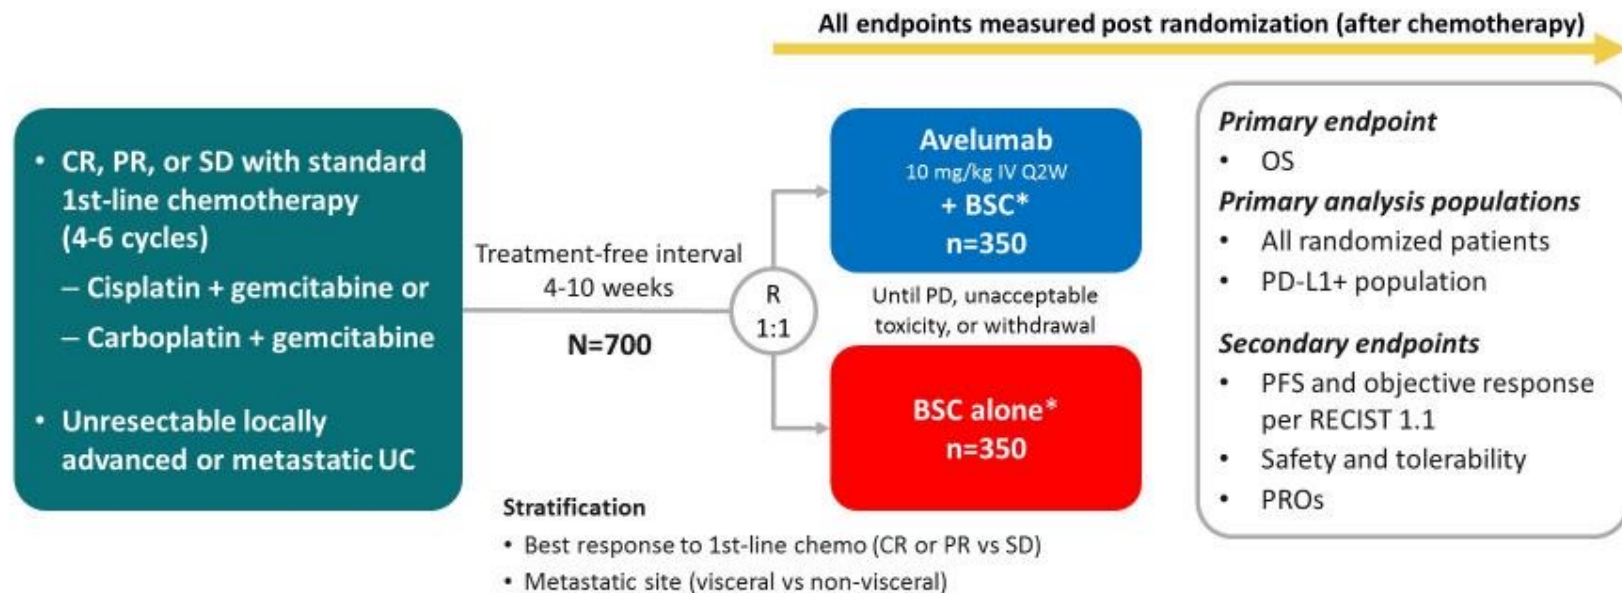 All endpoints measured post randomization (after chemotherapy)
• CR, PR, or SD with standard
1st-line chemotherapy
(4-6 cycles)
– Cisplatin + gemcitabine or
– Carboplatin + gemcitabine
• Unresectable locally
advanced or metastatic UC
Treatment-free interval
4-10 weeks
N=700
R
1:1
Avelumab
10 mg/kg IV Q2W
+ BSC*
n=350
Until PD, unacceptable
toxicity, or withdrawal
BSC alone*
n=350
Primary endpoint
• OS
Primary analysis populations
• All randomized patients
• PD-L1+ population
Secondary endpoints
• PFS and objective response
per RECIST 1.1
• Safety and tolerability
• PROs
Stratification
• Best response to 1st-line chemo (CR or PR vs SD)
• Metastatic site (visceral vs non-visceral)